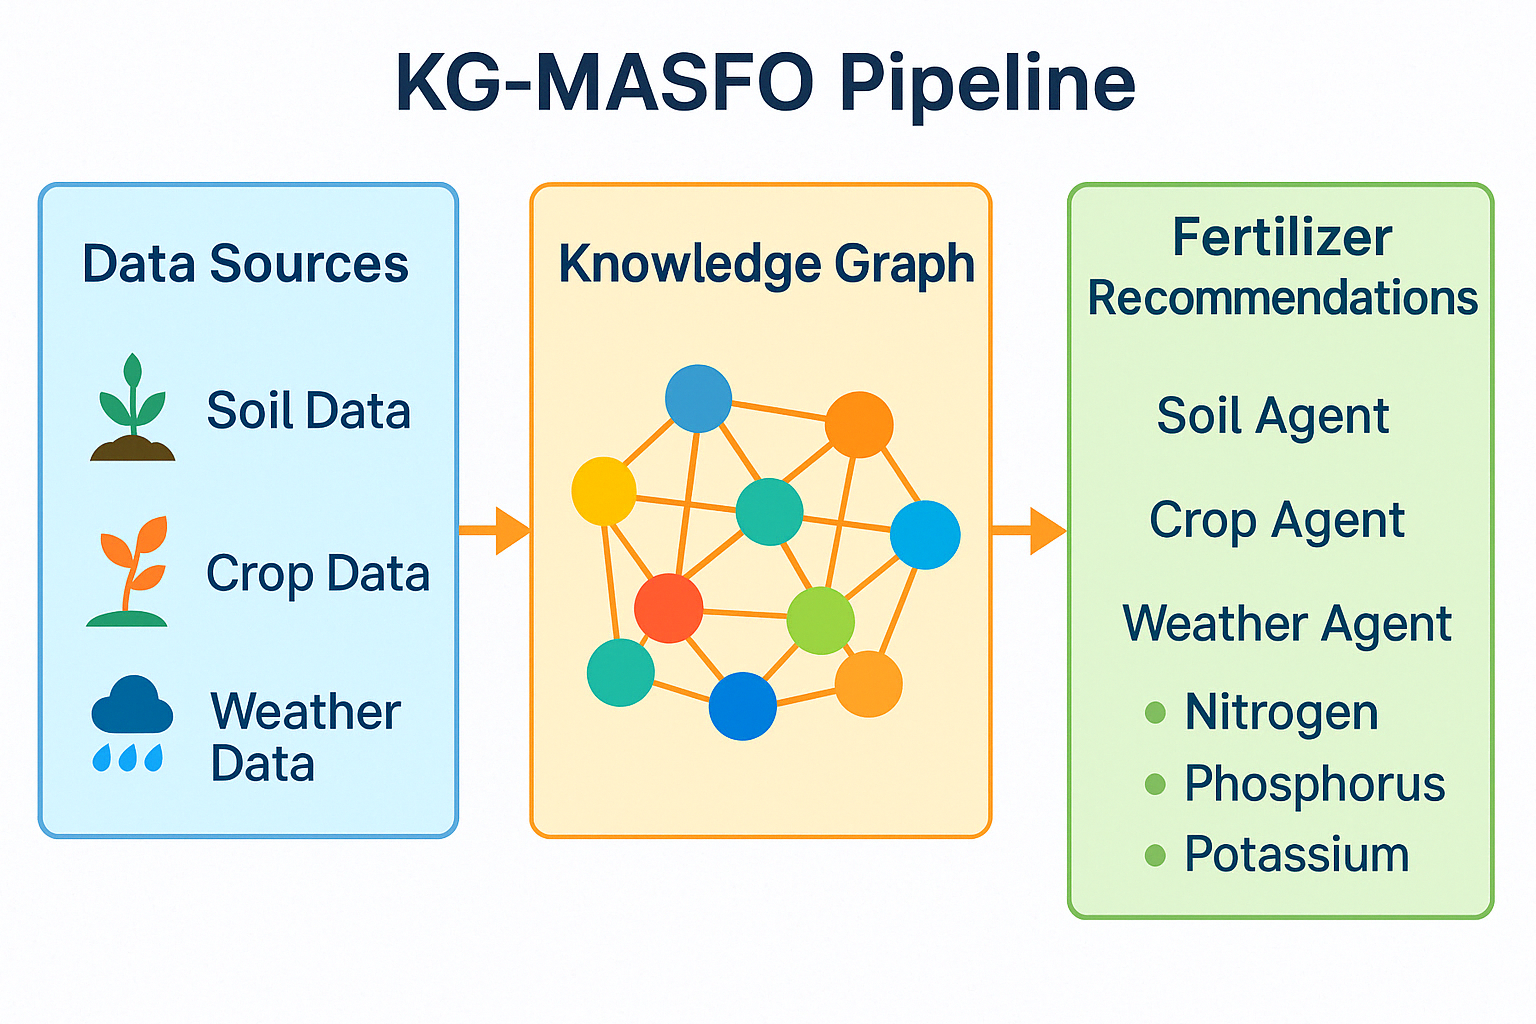 KG-MASFO Pipeline
Data Sources
Soil Data
Crop Data
Weather
Data
Knowledge Graph
Fertilizer
Recommendations
Soil Agent
Crop Agent
Weather Agent
• Nitrogen
• Phosphorus
• Potassium